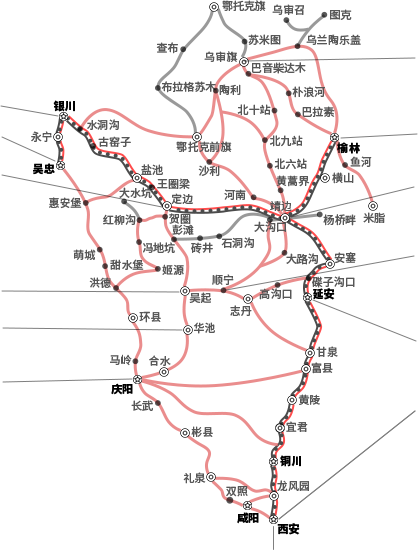 鄂托克旗
乌审召
图克
查布
苏米图
乌兰陶乐盖
乌审旗
巴音柴达木
布拉格苏木
陶利
朴浪河
银川
水洞沟
北十站
巴拉素
永宁
古窑子
鄂托克前旗
北九站
榆林
吴忠
沙利
北六站
鱼河
盐池
王圈梁
黄蒿界
横山
惠安堡
大水坑
定边
河南
靖边
米脂
红柳沟
贺圈
大沟口
杨桥畔
彭滩
冯地坑
砖井
石洞沟
萌城
甜水堡
姬源
大路沟
安塞
洪德
顺宁
碟子沟口
吴起
高沟口
延安
志丹
环县
华池
马岭
合水
甘泉
富县
庆阳
长武
黄陵
彬县
宜君
铜川
礼泉
龙凤园
双照
咸阳
西安